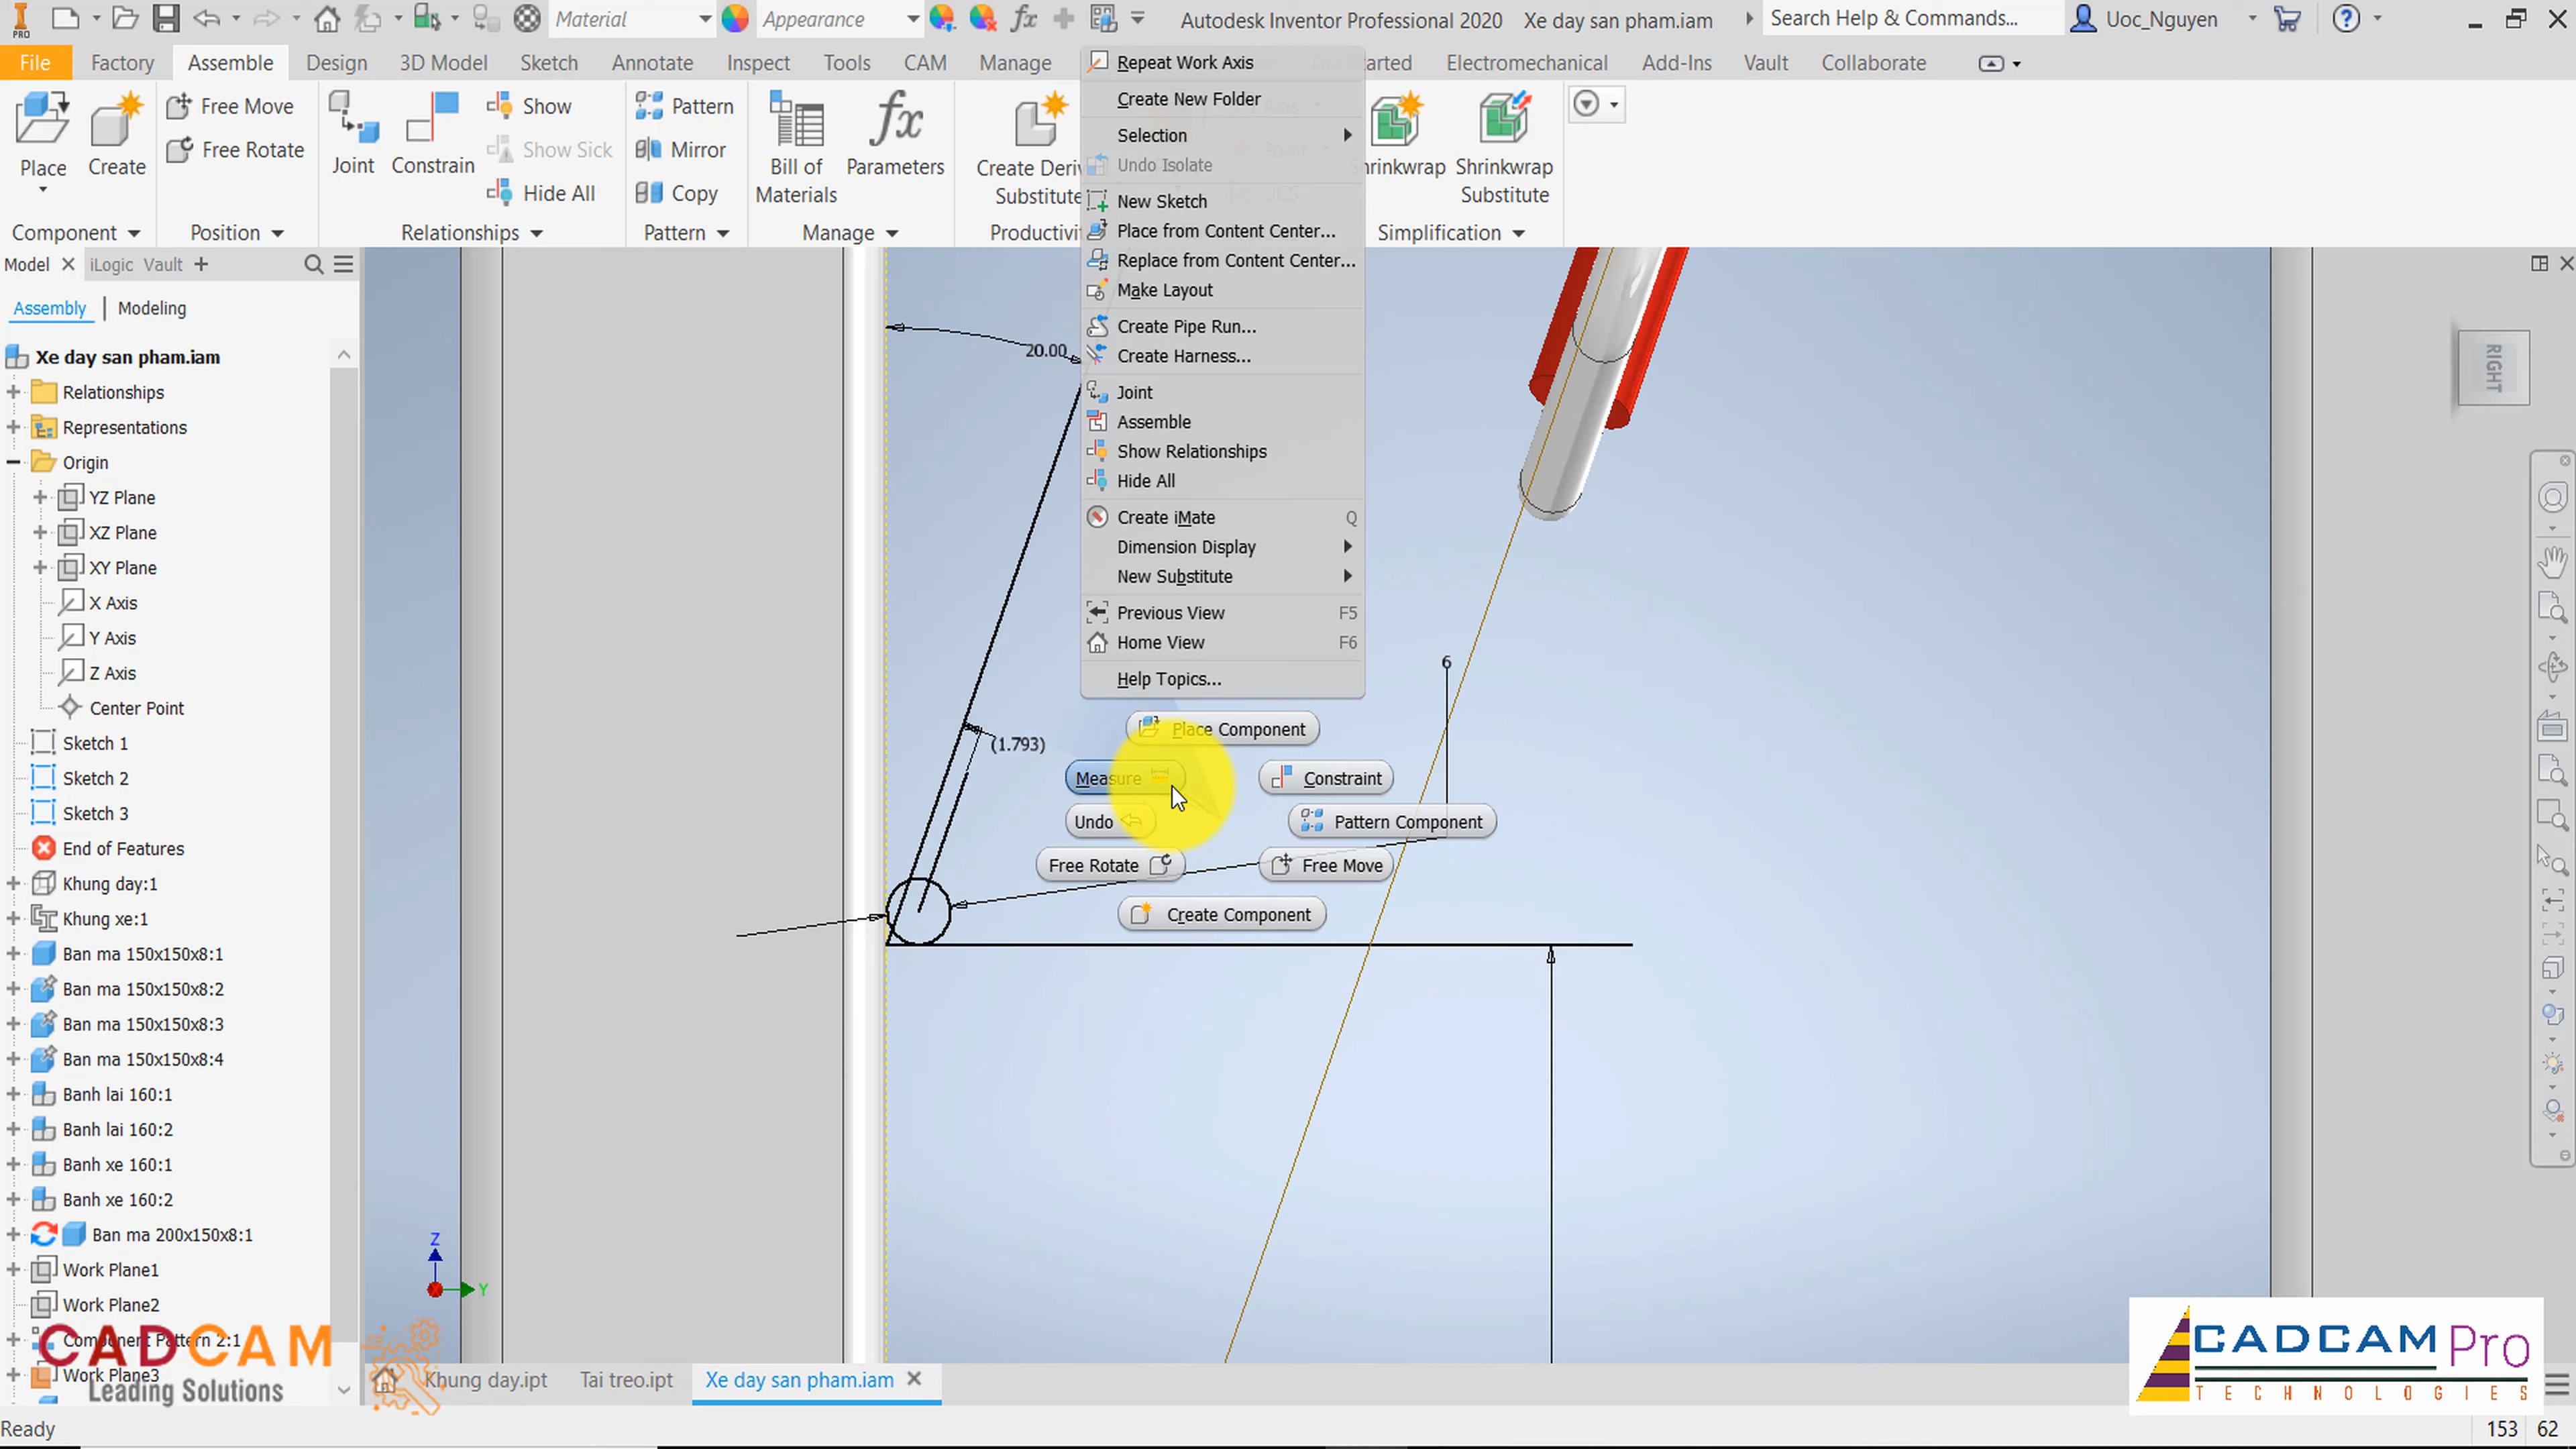 PRO
Material
Appearance
fx
Autodesk Inventor Professional 2020 Xe day san pham.iam
Search Help & Commands...
Uoc_Nguyen
File Factory Assemble Design 3D Model Sketch Annotate Inspect Tools CAM Manage Electromechanical Add-Ins Vault Collaborate
Place
Create
Free Move
Free Rotate
Joint
Constrain
Show
Show Sick
Hide All
Pattern
Mirror
Copy
Bill of
Materials
fx
Parameters
Create Deri
Substitute
Shrinkwrap
Shrinkwrap
Substitute
Component Position Relationships Pattern Manage Productivi Simplification
Model iLogic Vault +
Assembly | Modeling
Xe day san pham.iam
Relationships
Representations
Origin
YZ Plane
XZ Plane
XY Plane
X Axis
Y Axis
Z Axis
Center Point
Sketch 1
Sketch 2
Sketch 3
End of Features
Khung day:1
Khung xe:1
Ban ma 150x150x8:1
Ban ma 150x150x8:2
Ban ma 150x150x8:3
Ban ma 150x150x8:4
Banh lai 160:1
Banh lai 160:2
Banh xe 160:1
Banh xe 160:2
Ban ma 200x150x8:1
Work Plane1
Work Plane2
Component Pattern 2:1
Work Plane3
CADCAM
Leading Solutions
Repeat Work Axis
Create New Folder
Selection
Undo Isolate
New Sketch
Place from Content Center...
Replace from Content Center...
Make Layout
Create Pipe Run...
Create Harness...
Joint
Assemble
Show Relationships
Hide All
Create iMate Q
Dimension Display
New Substitute
Previous View F5
Home View F6
Help Topics...
Place Component
Measure
Constraint
Undo
Pattern Component
Free Rotate
Free Move
Create Component
20.00
(1.793)
6
RIGHT
Z
Y
Khung day.ipt Tai treo.ipt Xe day san pham.iam
CADCAM Pro
TECHNOLOGIES
Ready
153 62